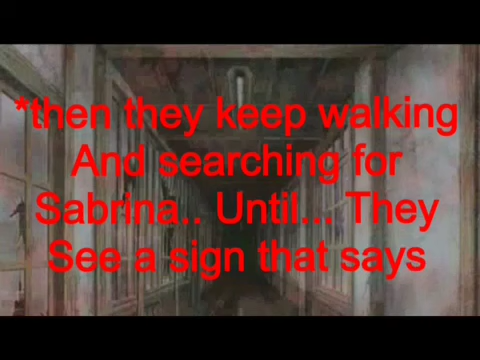 *then they keep walking
And searching for
Sabrina.. Until... They
See a sign that says